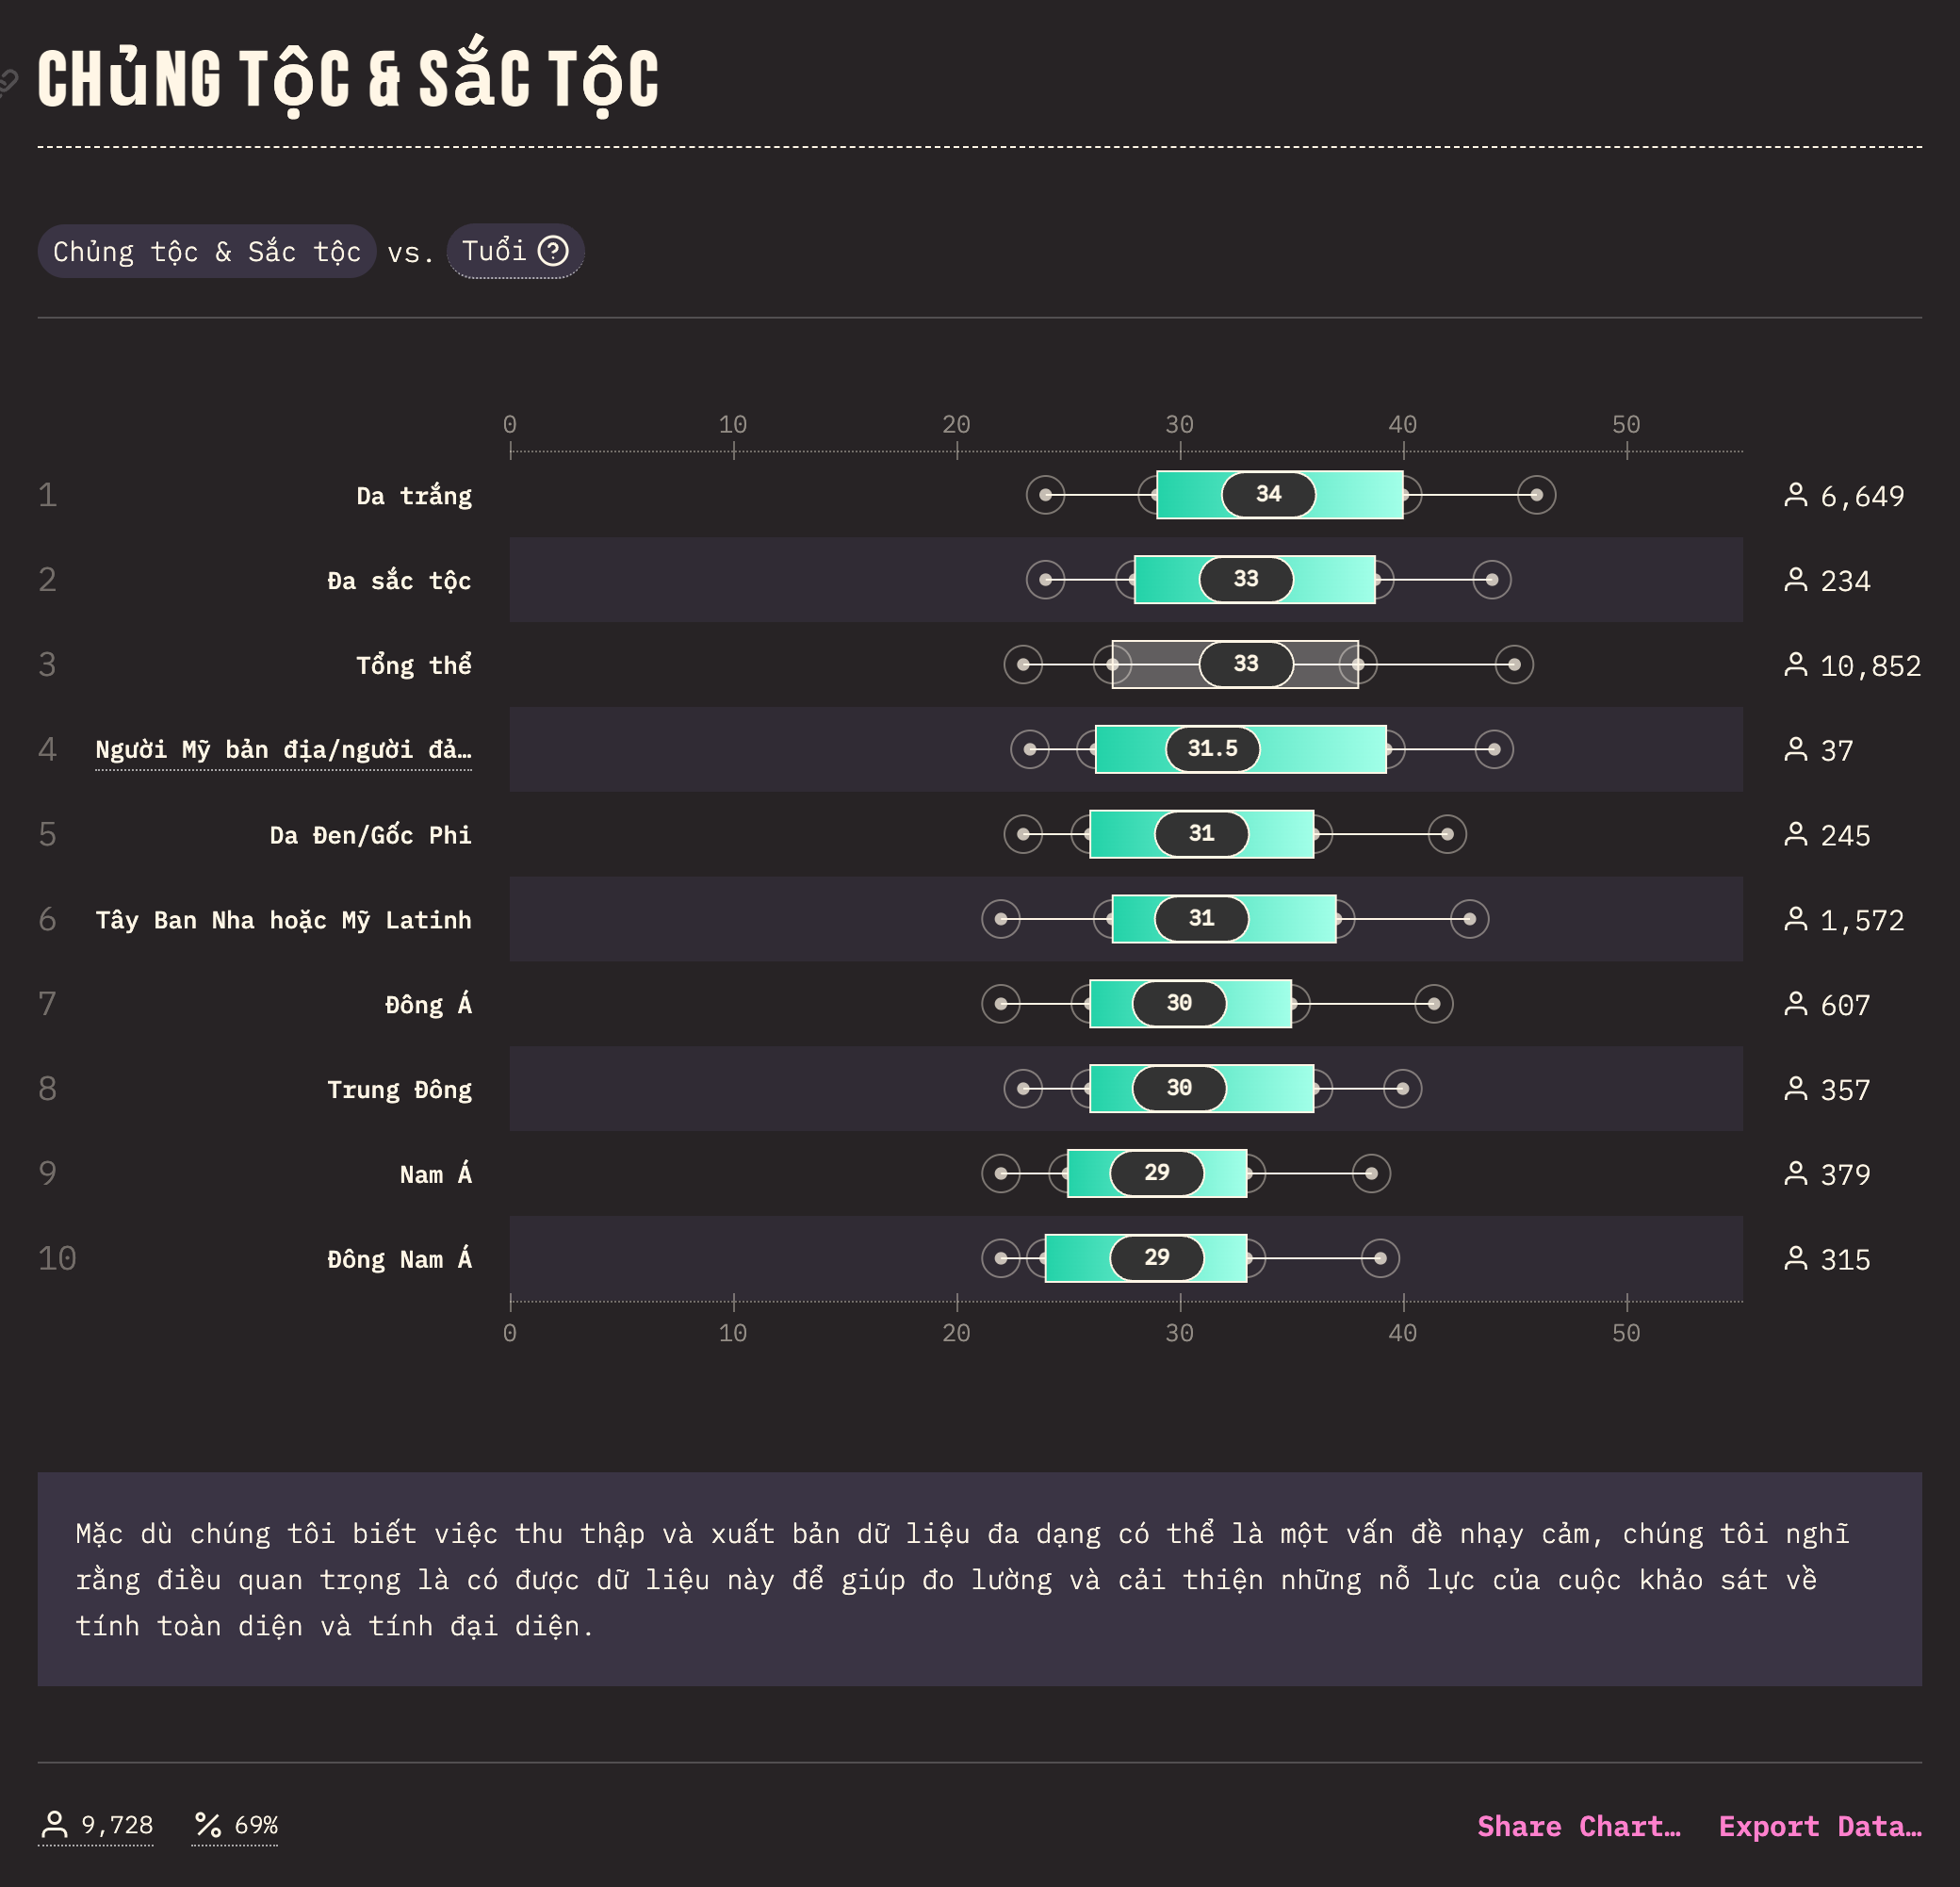 CHủNG TộC & SắC TộC
Chủng tộc & Sắc tộc vs. Tuổi ?
0 10 20 30 40 50
1 Da trắng 34 6,649
2 Đa sắc tộc 33 234
3 Tổng thể 33 10,852
4 Người Mỹ bản địa/người đả… 31.5 37
5 Da Đen/Gốc Phi 31 245
6 Tây Ban Nha hoặc Mỹ Latinh 31 1,572
7 Đông Á 30 607
8 Trung Đông 30 357
9 Nam Á 29 379
10 Đông Nam Á 29 315
0 10 20 30 40 50
Mặc dù chúng tôi biết việc thu thập và xuất bản dữ liệu đa dạng có thể là một vấn đề nhạy cảm, chúng tôi nghĩ
rằng điều quan trọng là có được dữ liệu này để giúp đo lường và cải thiện những nỗ lực của cuộc khảo sát về
tính toàn diện và tính đại diện.
9,728 % 69% Share Chart… Export Data…